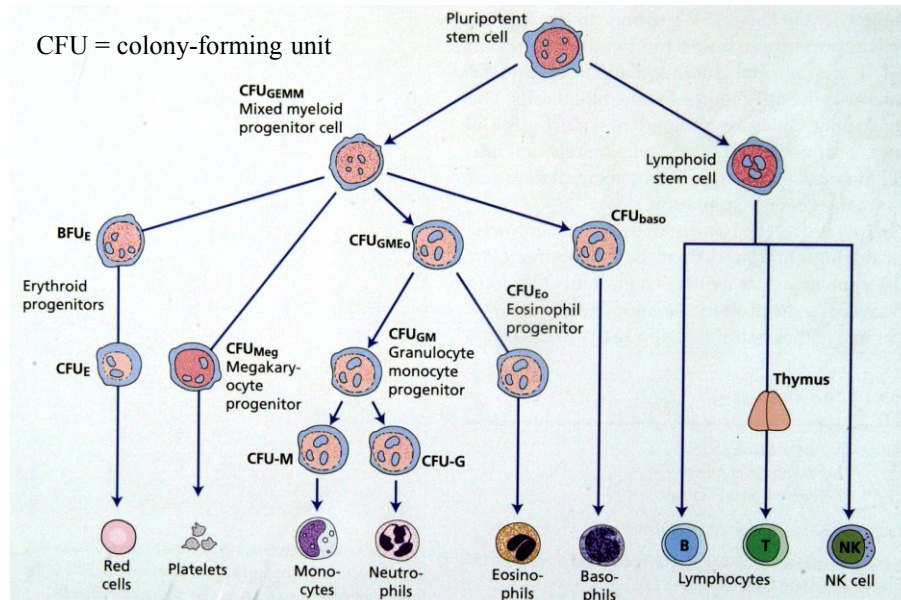 CFU = colony-forming unit
Pluripotent
stem cell
CFUGEMM
Mixed myeloid
progenitor cell
Lymphoid
stem cell
BFUE
CFUGMEo
CFUbaso
Erythroid
progenitors
CFUEo
Eosinophil
progenitor
CFUE
CFUMeg
Megakary-
ocyte
progenitor
CFUGM
Granulocyte
monocyte
progenitor
Thymus
CFU-M
CFU-G
B
T
NK
Red
cells
Platelets
Mono-
cytes
Neutro-
phils
Eosino-
phils
Baso-
phils
Lymphocytes
NK cell